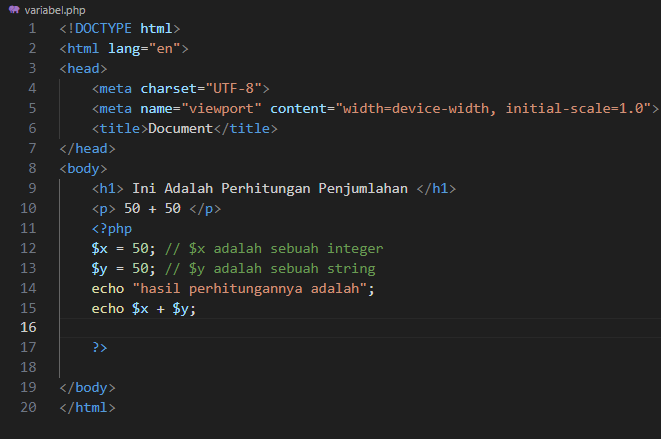 variabel.php
1 <!DOCTYPE html>
2 <html lang="en">
3 <head>
4 <meta charset="UTF-8">
5 <meta name="viewport" content="width=device-width, initial-scale=1.0">
6 <title>Document</title>
7 </head>
8 <body>
9 <h1> Ini Adalah Perhitungan Penjumlahan </h1>
10 <p> 50 + 50 </p>
11 <?php
12 $x = 50; // $x adalah sebuah integer
13 $y = 50; // $y adalah sebuah string
14 echo "hasil perhitungannya adalah";
15 echo $x + $y;
16
17 ?>
18
19 </body>
20 </html>